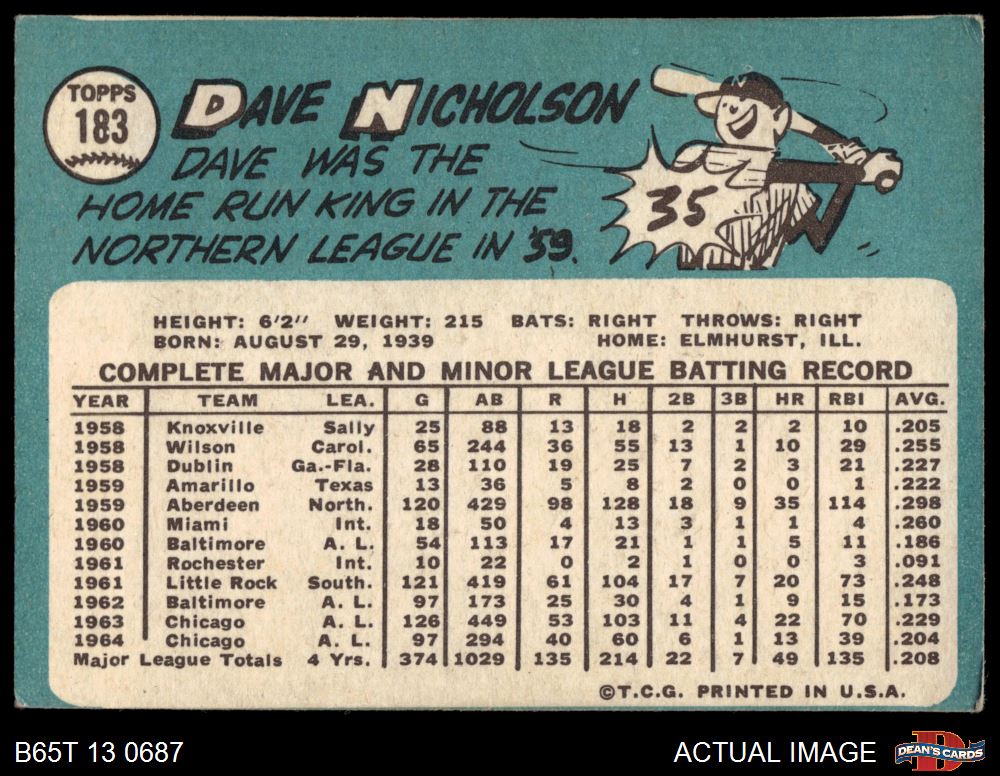 TOPPS
183
DAVE NICHOLSON
DAVE WAS THE
HOME RUN KING IN THE
NORTHERN LEAGUE IN '59.
35
HEIGHT: 6'2" WEIGHT: 215 BATS: RIGHT THROWS: RIGHT
BORN: AUGUST 29, 1939 HOME: ELMHURST, ILL.
COMPLETE MAJOR AND MINOR LEAGUE BATTING RECORD
YEAR TEAM LEA. G AB R H 2B 3B HR RBI AVG.
1958 Knoxville Sally 25 88 13 18 2 2 2 10 .205
1958 Wilson Carol. 65 244 36 55 13 1 10 29 .255
1958 Dublin Ga.-Fla. 28 110 19 25 7 2 3 21 .227
1959 Amarillo Texas 13 36 5 8 2 0 0 1 .222
1959 Aberdeen North. 120 429 98 128 18 9 35 114 .298
1960 Miami Int. 18 50 4 13 3 1 1 4 .260
1960 Baltimore A. L. 54 113 17 21 1 1 5 11 .186
1961 Rochester Int. 10 22 0 2 1 0 0 3 .091
1961 Little Rock South. 121 419 61 104 17 7 20 73 .248
1962 Baltimore A. L. 97 173 25 30 4 1 9 15 .173
1963 Chicago A. L. 126 449 53 103 11 4 22 70 .229
1964 Chicago A. L. 97 294 40 60 6 1 13 39 .204
Major League Totals 4 Yrs. 374 1029 135 214 22 7 49 135 .208
©T.C.G. PRINTED IN U.S.A.
B65T 13 0687 ACTUAL IMAGE D DEAN'S CARDS